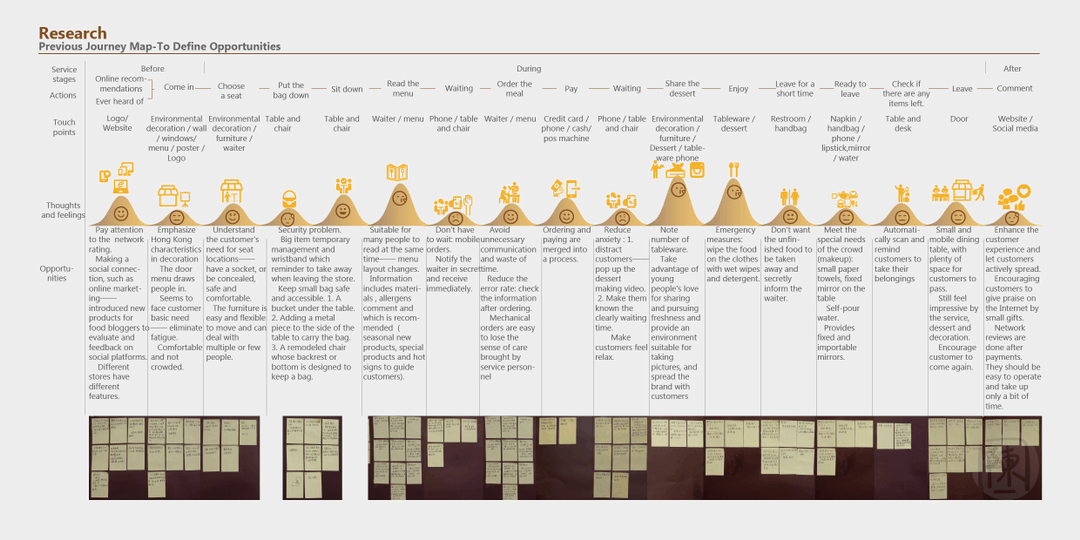 Research
Previous Journey Map-To Define Opportunities
Service
stages
Before
During
After
Actions
Online recom-
mendations
Ever heard of
Come in
Choose
a seat
Put the
bag down
Sit down
Read the
menu
Waiting
Order the
meal
Pay
Waiting
Share the
dessert
Enjoy
Leave for a
short time
Ready to
leave
Check if
there are any
items left.
Leave
Comment
Touch
points
Logo/
Website
Environmental
decoration / wall
/ windows/
menu / poster /
Logo
Environmental
decoration /
furniture /
waiter
Table and
chair
Table and
chair
Waiter / menu
Phone / table
and chair
Waiter / menu
Credit card /
phone / cash/
pos machine
Phone / table
and chair
Environmental
decoration /
furniture /
Dessert / table-
ware phone
Tableware /
dessert
Restroom /
handbag
Napkin /
handbag /
phone /
lipstick,mirror
/ water
Table and
desk
Door
Website /
Social media
Thoughts
and feelings
Opportu-
nities
Pay attention
to the network
rating.
Making a
social connec-
tion, such as
online market-
ing——
introduced new
products for
food bloggers to
evaluate and
feedback on
social platforms.
Different
stores have
different
features.
Emphasize
Hong Kong
characteristics
in decoration
The door
menu draws
people in.
Seems to
face customer
basic need
—— eliminate
fatigue.
Comfortable
and not
crowded.
Understand
the customer's
need for seat
locations——
have a socket, or
be concealed,
safe and
comfortable.
The furniture is
easy and flexible
to move and can
deal with
multiple or few
people.
Security problem.
Big item temporary
management and
wristband which
reminder to take away
when leaving the store.
Keep small bag safe
and accessible. 1. A
bucket under the table.
2. Adding a metal
piece to the side of the
table to carry the bag.
3. A remodeled chair
whose backrest or
bottom is designed to
keep a bag.
Suitable for
many people to
read at the same
time—— menu
layout changes.
Information
includes materi-
als , allergens
comment and
which is recom-
mended (
seasonal new
products, special
products and hot
signs to guide
customers).
Don't have
to wait: mobile
orders.
Notify the
waiter in secret
immediately.
Avoid
unnecessary
communication
and waste of
time.
Reduce the
error rate: check
the information
after ordering.
Mechanical
orders are easy
to lose the
sense of care
brought by
service person-
nel
Ordering and
paying are
merged into
a process.
Reduce
anxiety : 1.
distract
customers——
pop up the
dessert
making video.
2. Make them
known the
clearly waiting
time.
Make
customers feel
relax.
Note
number of
tableware.
Take
advantage of
young
people's love
for sharing
and pursuing
freshness and
provide an
environment
suitable for
taking
pictures, and
spread the
brand with
customers
Emergency
measures:
wipe the food
on the clothes
with wet wipes
and detergent.
Don't want
the unfin-
ished food to
be taken
away and
secretly
inform the
waiter.
Meet the
special needs
of the crowd
(makeup):
small paper
towels, fixed
mirror on the
table
Self-pour
water.
Provides
fixed and
importable
mirrors.
Automati-
cally scan and
remind
customers to
take their
belongings
Small and
mobile dining
table, with
plenty of
space for
customers to
pass.
Still feel
impressive by
the service,
dessert and
decoration.
Encourage
customer to
come again.
Enhance the
customer
experience and
let customers
actively spread.
Encouraging
customers to
give praise on
the Internet by
small gifts.
Network
reviews are
done after
payments.
They should be
easy to operate
and take up
only a bit of
time.